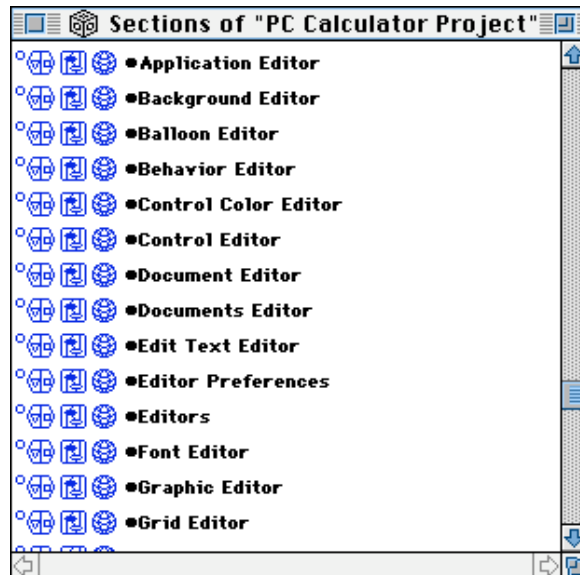 Sections of "PC Calculator Project"
•Application Editor
•Background Editor
•Balloon Editor
•Behavior Editor
•Control Color Editor
•Control Editor
•Document Editor
•Documents Editor
•Edit Text Editor
•Editor Preferences
•Editors
•Font Editor
•Graphic Editor
•Grid Editor